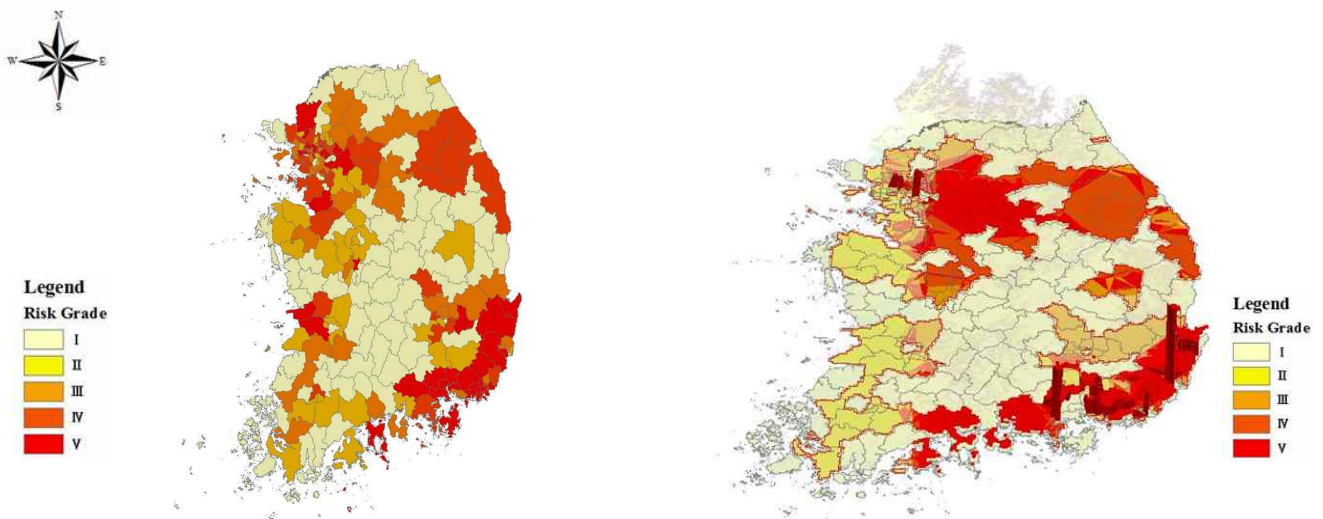 N
W
E
S
Legend
Risk Grade
I
II
III
IV
V
Legend
Risk Grade
I
II
III
IV
V